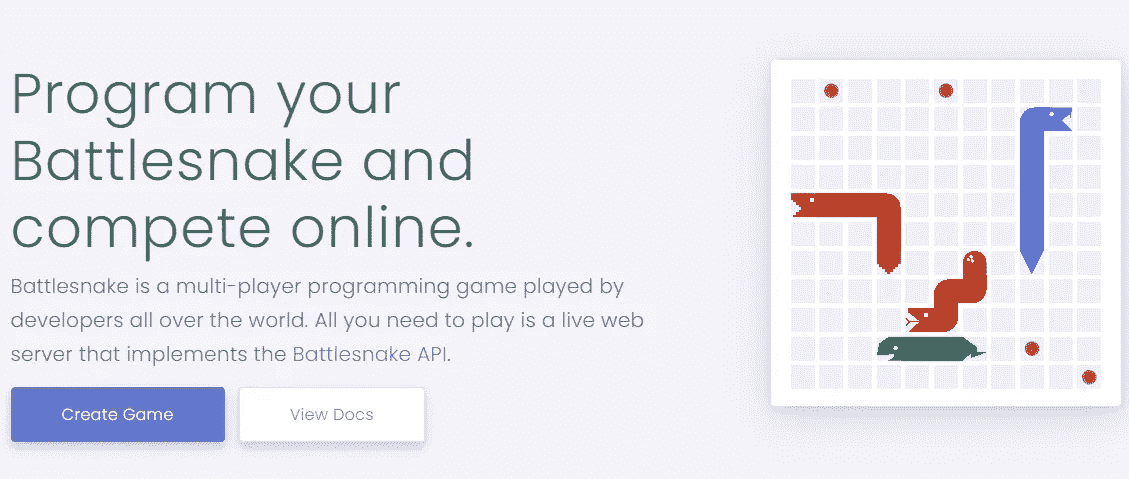 Program your
Battlesnake and
compete online.
Battlesnake is a multi-player programming game played by
developers all over the world. All you need to play is a live web
server that implements the Battlesnake API.
Create Game
View Docs